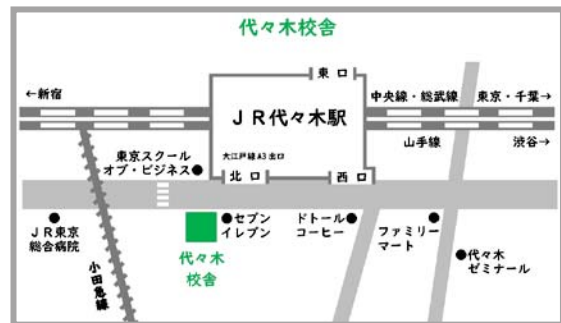 代々木校舎
東口
←新宿
中央線・総武線
東京・千葉→
JR代々木駅
山手線
渋谷→
東京スクール
オブ・ビジネス
大江戸線A3出口
北口
西口
JR東京
総合病院
セブン
イレブン
ドトール
コーヒー
ファミリー
マート
代々木
校舎
代々木
ゼミナール
小田急線